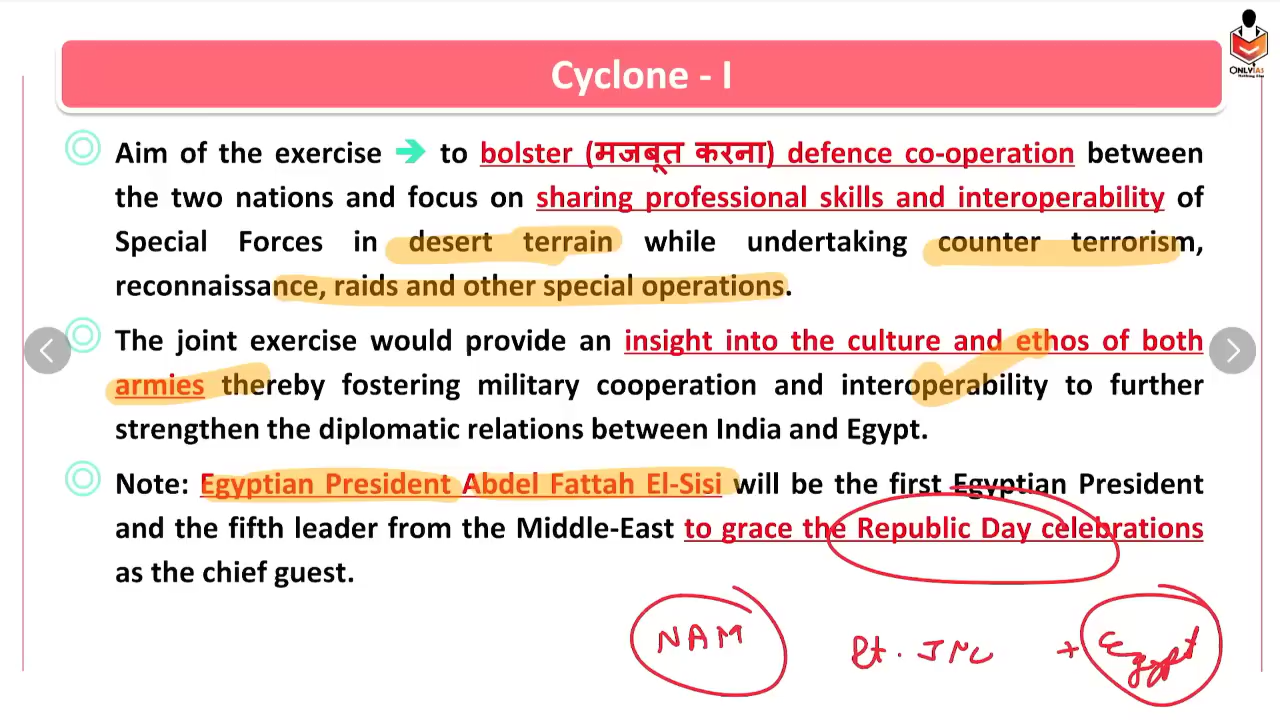 ONLYIAS
Nothing Else
Cyclone - I
Aim of the exercise ➔ to bolster (मजबूत करना) defence co-operation between
the two nations and focus on sharing professional skills and interoperability of
Special Forces in desert terrain while undertaking counter terrorism,
reconnaissance, raids and other special operations.
The joint exercise would provide an insight into the culture and ethos of both
armies thereby fostering military cooperation and interoperability to further
strengthen the diplomatic relations between India and Egypt.
Note: Egyptian President Abdel Fattah El-Sisi will be the first Egyptian President
and the fifth leader from the Middle-East to grace the Republic Day celebrations
as the chief guest.
NAM Pt. JNU + Egypt